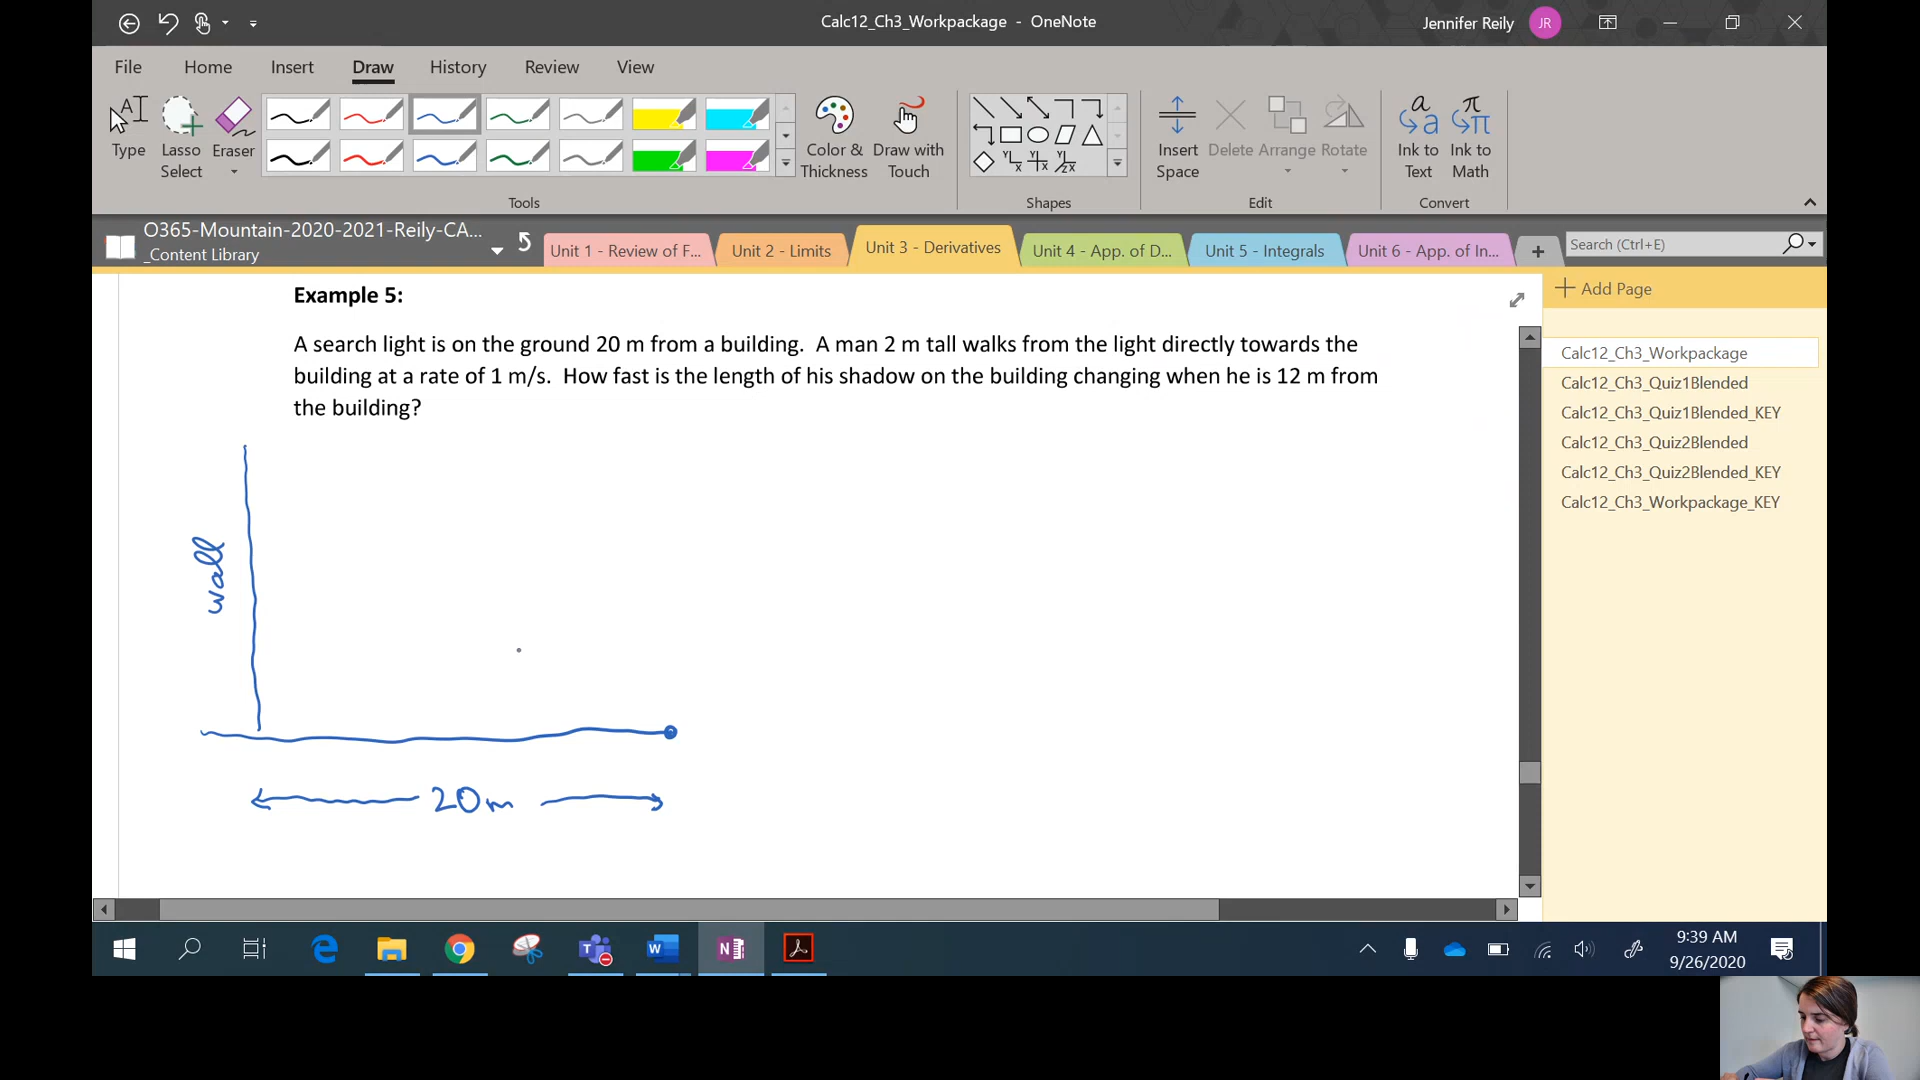 Calc12_Ch3_Workpackage - OneNote
Jennifer Reily
JR
File
Home
Insert
Draw
History
Review
View
Type
Lasso Select
Eraser
Color & Thickness
Draw with Touch
Insert Space
Delete
Arrange
Rotate
Ink to Text
Ink to Math
Tools
Shapes
Edit
Convert
O365-Mountain-2020-2021-Reily-CA...
_Content Library
Unit 1 - Review of F...
Unit 2 - Limits
Unit 3 - Derivatives
Unit 4 - App. of D...
Unit 5 - Integrals
Unit 6 - App. of In...
+
Search (Ctrl+E)
Add Page
Calc12_Ch3_Workpackage
Calc12_Ch3_Quiz1Blended
Calc12_Ch3_Quiz1Blended_KEY
Calc12_Ch3_Quiz2Blended
Calc12_Ch3_Quiz2Blended_KEY
Calc12_Ch3_Workpackage_KEY
Example 5:
A search light is on the ground 20 m from a building. A man 2 m tall walks from the light directly towards the
building at a rate of 1 m/s. How fast is the length of his shadow on the building changing when he is 12 m from
the building?
wall
20m
9:39 AM
9/26/2020